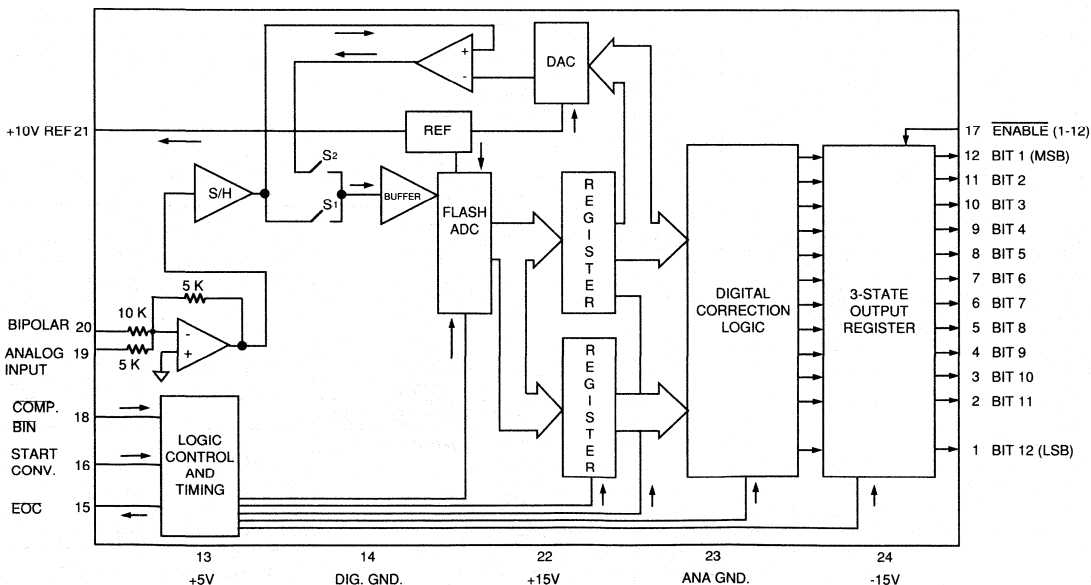 +
-
DAC
+10V REF 21
REF
17 ENABLE (1-12)
12 BIT 1 (MSB)
11 BIT 2
10 BIT 3
9 BIT 4
8 BIT 5
7 BIT 6
6 BIT 7
5 BIT 8
4 BIT 9
3 BIT 10
2 BIT 11
1 BIT 12 (LSB)
S2
S1
S/H
BUFFER
FLASH
ADC
REGISTER
REGISTER
DIGITAL
CORRECTION
LOGIC
3-STATE
OUTPUT
REGISTER
5 K
10 K
BIPOLAR 20
-
+
ANALOG 19
INPUT
5 K
COMP.
18
BIN
START
16
CONV.
EOC 15
LOGIC
CONTROL
AND
TIMING
13
+5V
14
DIG. GND.
22
+15V
23
ANA GND.
24
-15V